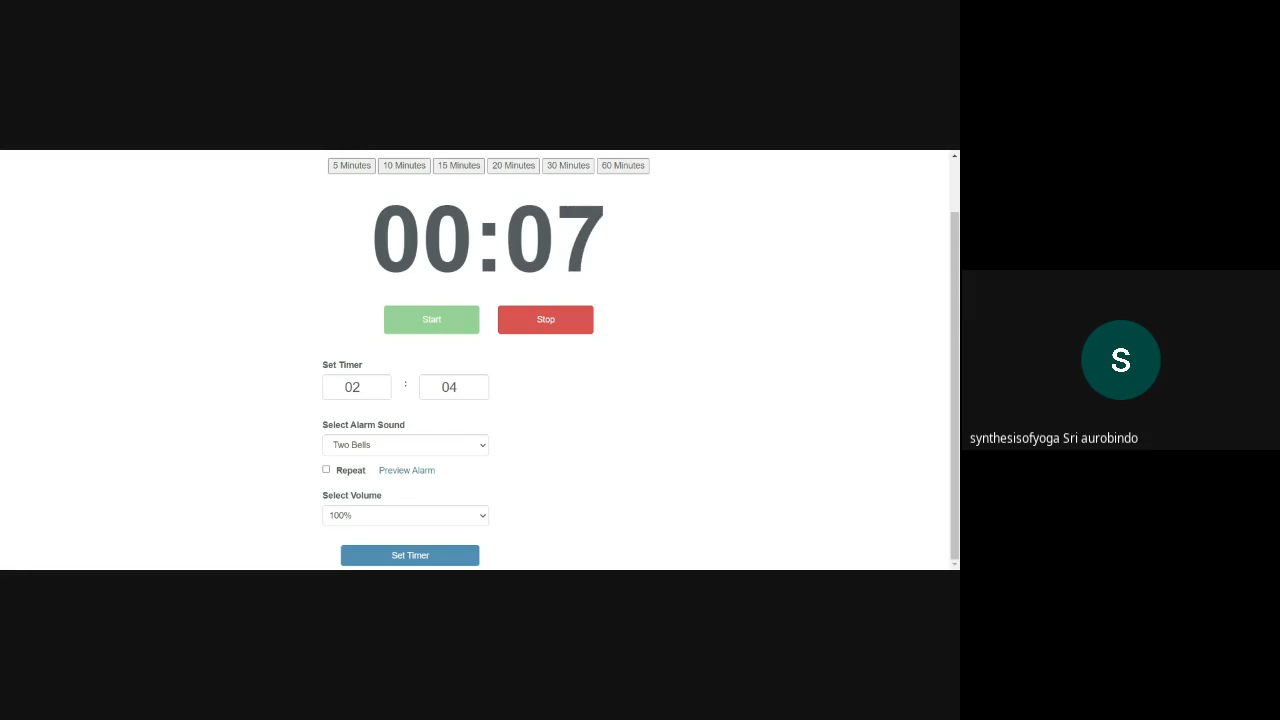 5 Minutes 10 Minutes 15 Minutes 20 Minutes 30 Minutes 60 Minutes
00:07
Start Stop
Set Timer
02 : 04
Select Alarm Sound
Two Bells
Repeat Preview Alarm
Select Volume
100%
Set Timer
S
synthesisofyoga Sri aurobindo